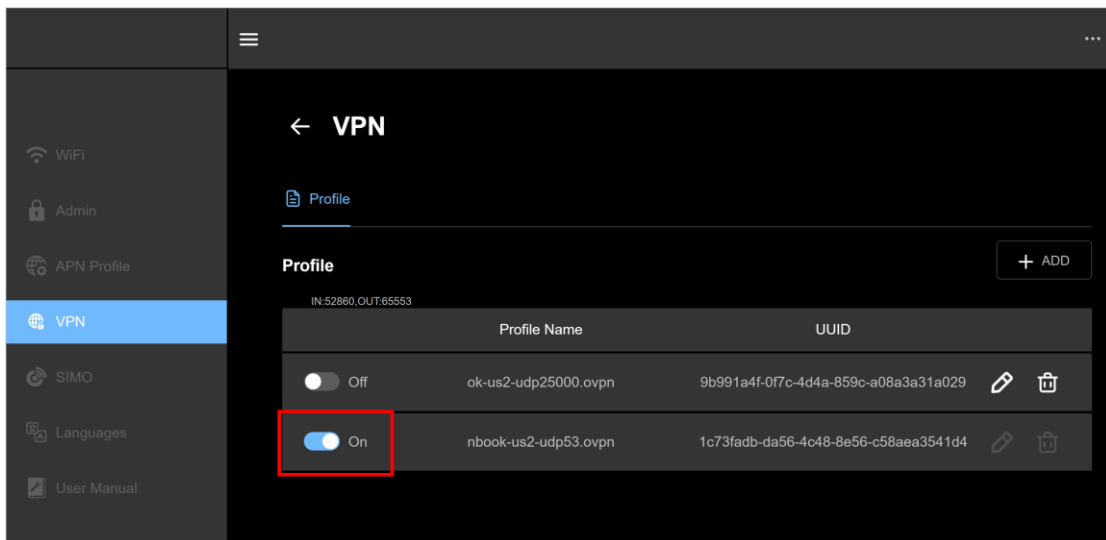 VPN
WiFi
Profile
Admin
APN Profile
Profile
+ ADD
IN:52860,OUT:65553
VPN
Profile Name UUID
SIMO
Off ok-us2-udp25000.ovpn 9b991a4f-0f7c-4d4a-859c-a08a3a31a029
Languages
On nbook-us2-udp53.ovpn 1c73fadb-da56-4c48-8e56-c58aea3541d4
User Manual